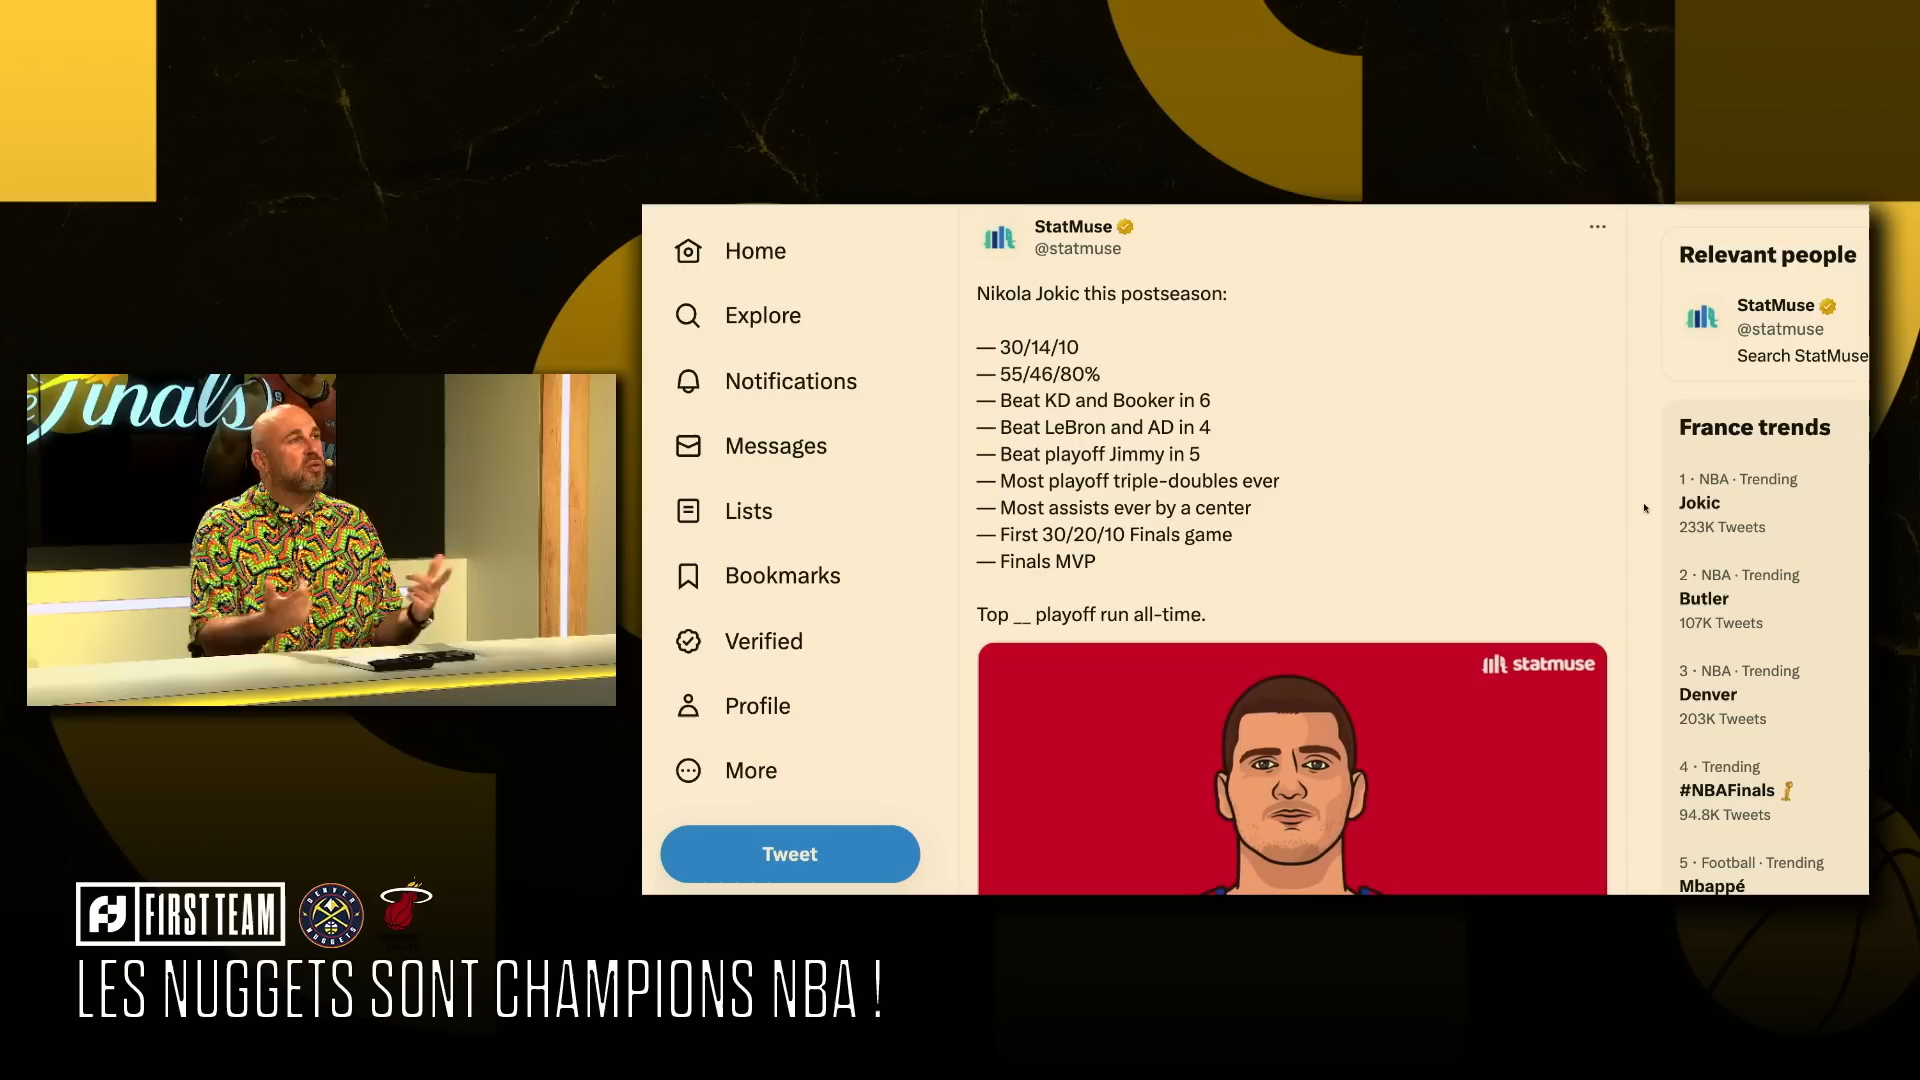 Finals
Home
Explore
Notifications
Messages
Lists
Bookmarks
Verified
Profile
More
Tweet
StatMuse
@statmuse
Nikola Jokic this postseason:
— 30/14/10
— 55/46/80%
— Beat KD and Booker in 6
— Beat LeBron and AD in 4
— Beat playoff Jimmy in 5
— Most playoff triple-doubles ever
— Most assists ever by a center
— First 30/20/10 Finals game
— Finals MVP
Top __ playoff run all-time.
statmuse
Relevant people
StatMuse
@statmuse
Search StatMuse
France trends
1 · NBA · Trending
Jokic
233K Tweets
2 · NBA · Trending
Butler
107K Tweets
3 · NBA · Trending
Denver
203K Tweets
4 · Trending
#NBAFinals
94.8K Tweets
5 · Football · Trending
Mbappé
FIRST TEAM
DENVER
NUGGETS
LES NUGGETS SONT CHAMPIONS NBA !